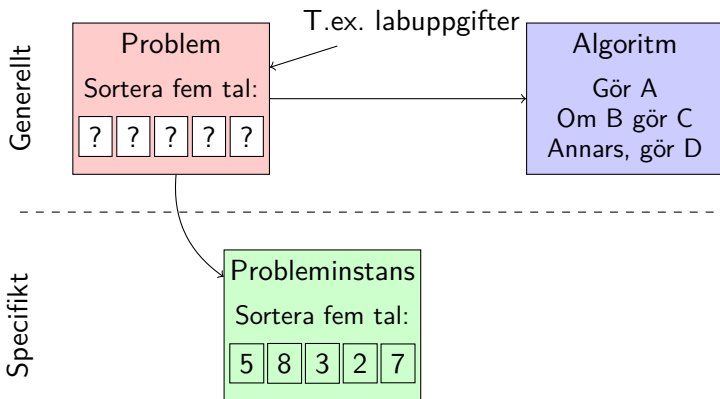 T.ex. labuppgifter
Generellt
Problem
Sortera fem tal:
? ? ? ? ?
Algoritm
Gör A
Om B gör C
Annars, gör D
Specifikt
Probleminstans
Sortera fem tal:
5 8 3 2 7